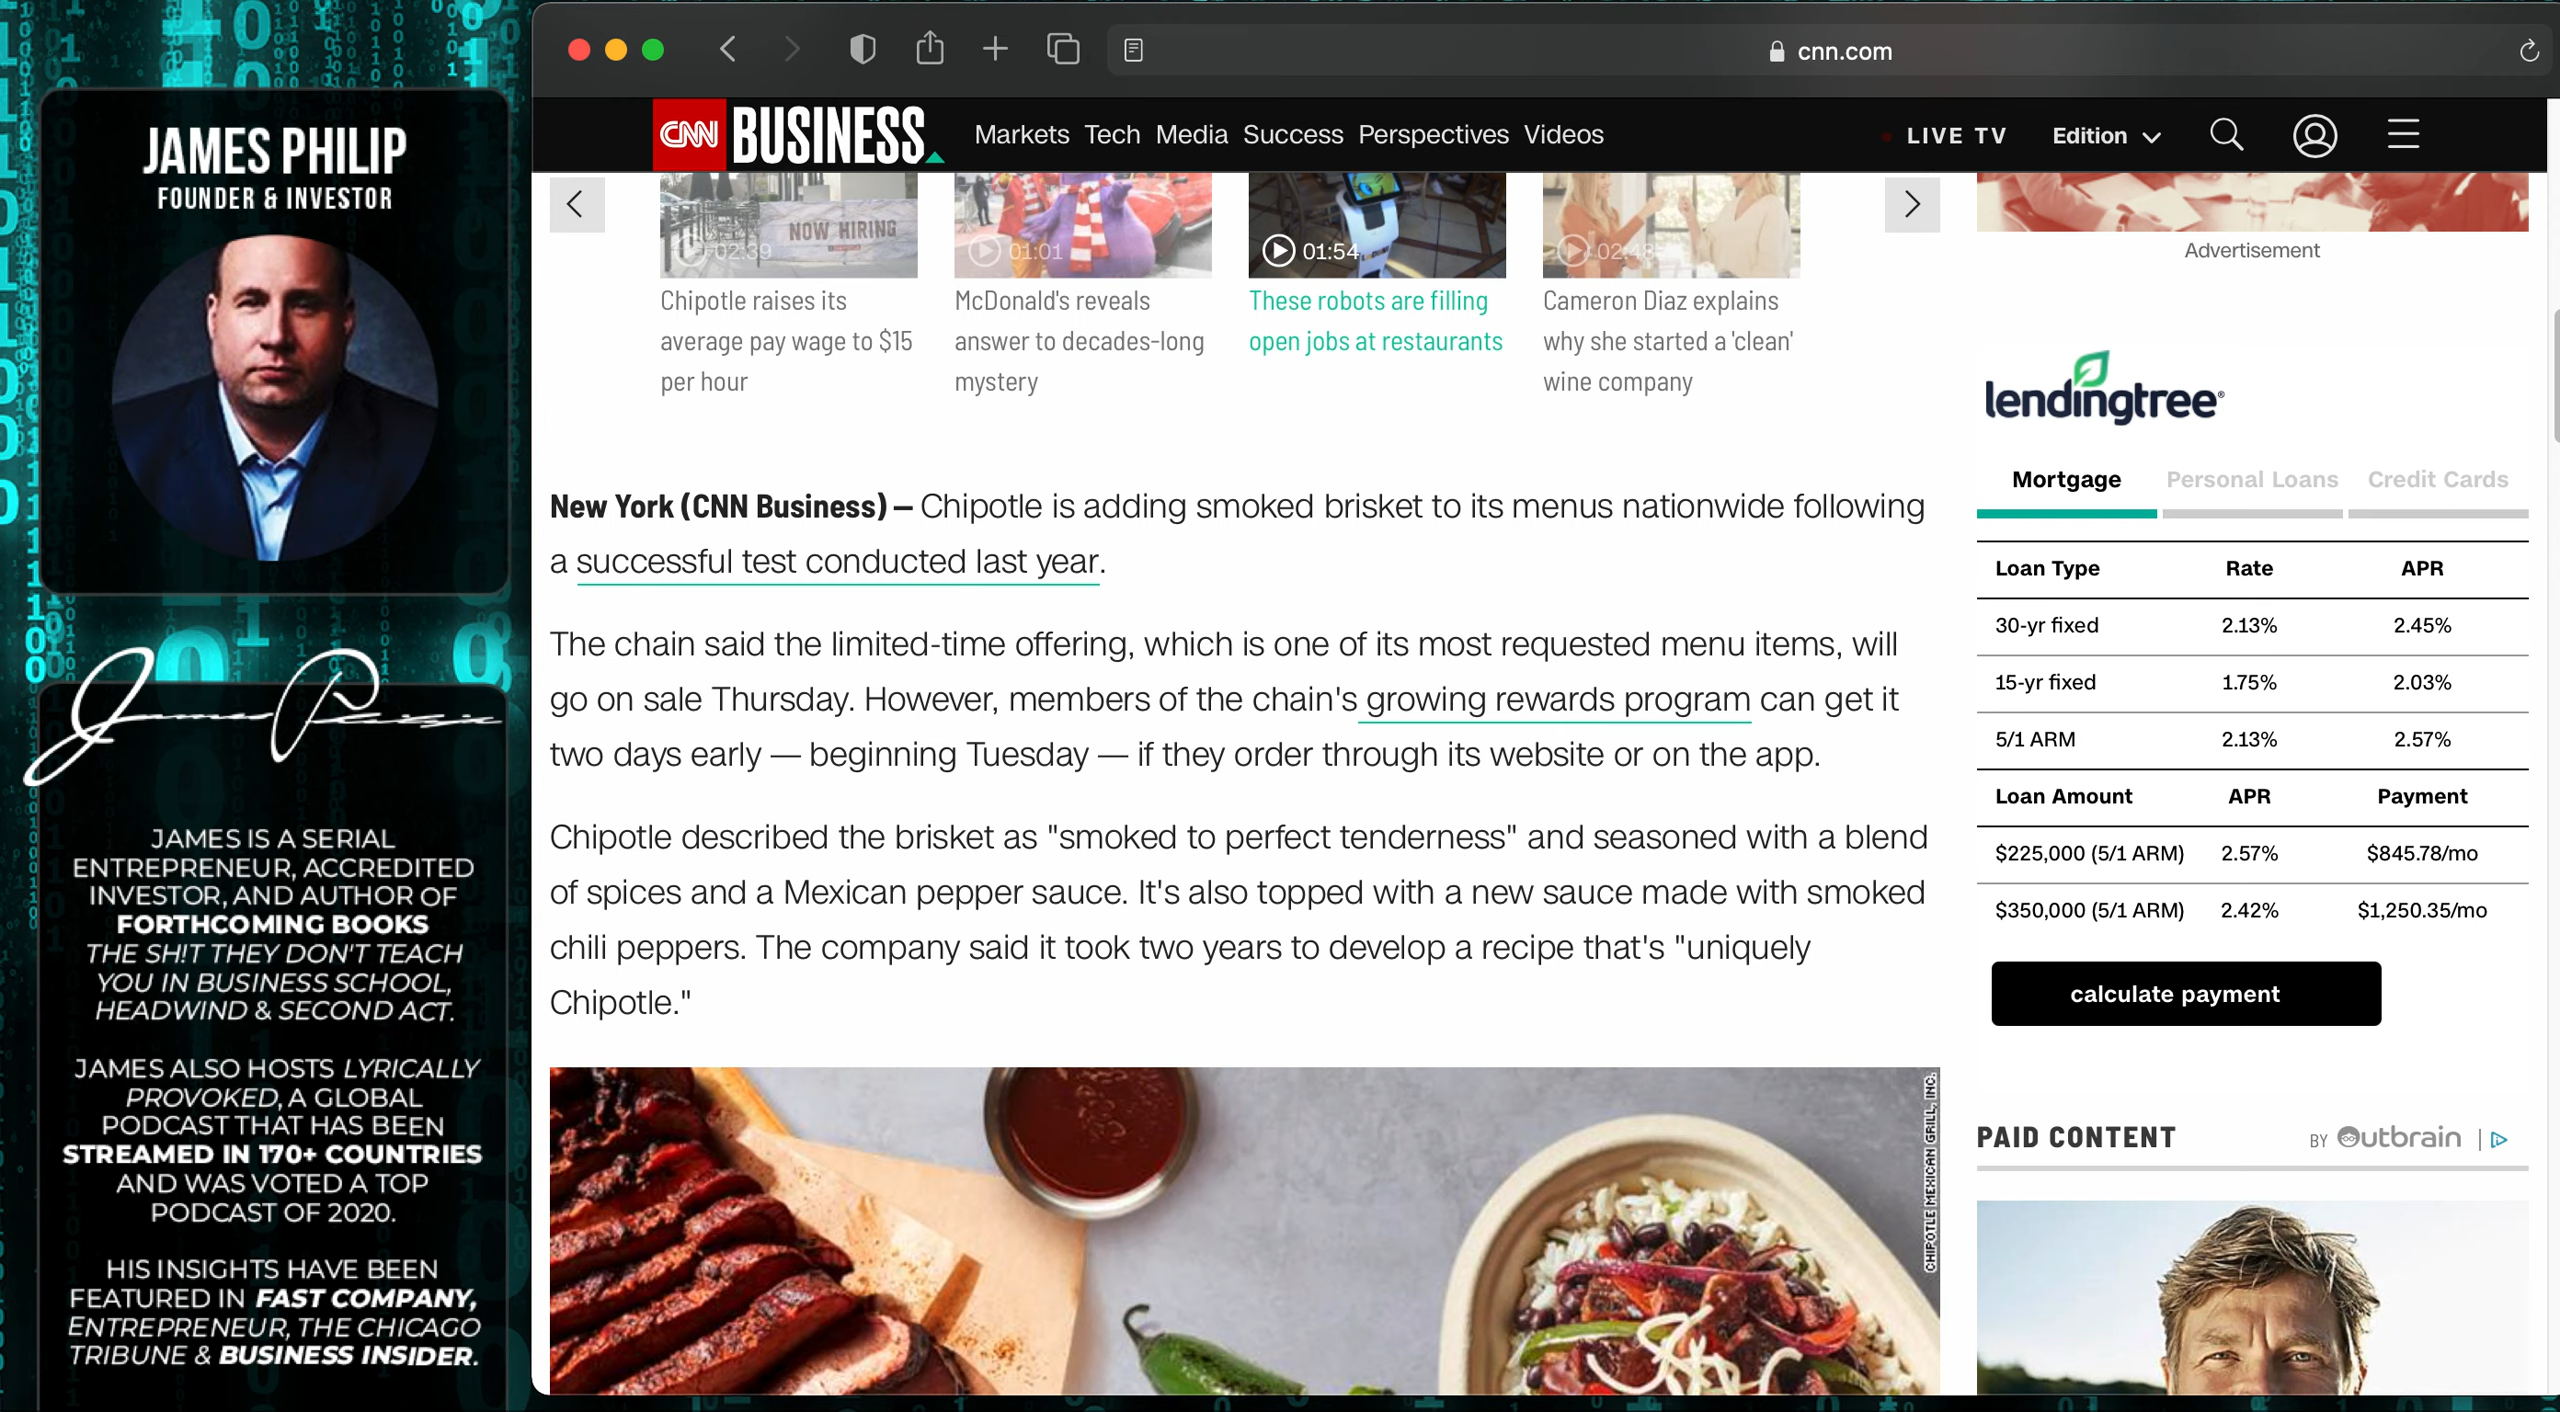 JAMES PHILIP
FOUNDER & INVESTOR
James Philip
JAMES IS A SERIAL
ENTREPRENEUR, ACCREDITED
INVESTOR, AND AUTHOR OF
FORTHCOMING BOOKS
THE SH!T THEY DON'T TEACH
YOU IN BUSINESS SCHOOL,
HEADWIND & SECOND ACT.
JAMES ALSO HOSTS LYRICALLY
PROVOKED, A GLOBAL
PODCAST THAT HAS BEEN
STREAMED IN 170+ COUNTRIES
AND WAS VOTED A TOP
PODCAST OF 2020.
HIS INSIGHTS HAVE BEEN
FEATURED IN FAST COMPANY,
ENTREPRENEUR, THE CHICAGO
TRIBUNE & BUSINESS INSIDER.
cnn.com
CNN BUSINESS Markets Tech Media Success Perspectives Videos LIVE TV Edition
NOW HIRING
02:39
01:01
01:54
02:48
Chipotle raises its
average pay wage to $15
per hour
McDonald's reveals
answer to decades-long
mystery
These robots are filling
open jobs at restaurants
Cameron Diaz explains
why she started a 'clean'
wine company
New York (CNN Business) — Chipotle is adding smoked brisket to its menus nationwide following
a successful test conducted last year.
The chain said the limited-time offering, which is one of its most requested menu items, will
go on sale Thursday. However, members of the chain's growing rewards program can get it
two days early — beginning Tuesday — if they order through its website or on the app.
Chipotle described the brisket as "smoked to perfect tenderness" and seasoned with a blend
of spices and a Mexican pepper sauce. It's also topped with a new sauce made with smoked
chili peppers. The company said it took two years to develop a recipe that's "uniquely
Chipotle."
CHIPOTLE MEXICAN GRILL, INC.
Advertisement
lendingtree®
Mortgage Personal Loans Credit Cards
Loan Type Rate APR
30-yr fixed 2.13% 2.45%
15-yr fixed 1.75% 2.03%
5/1 ARM 2.13% 2.57%
Loan Amount APR Payment
$225,000 (5/1 ARM) 2.57% $845.78/mo
$350,000 (5/1 ARM) 2.42% $1,250.35/mo
calculate payment
PAID CONTENT BY Outbrain